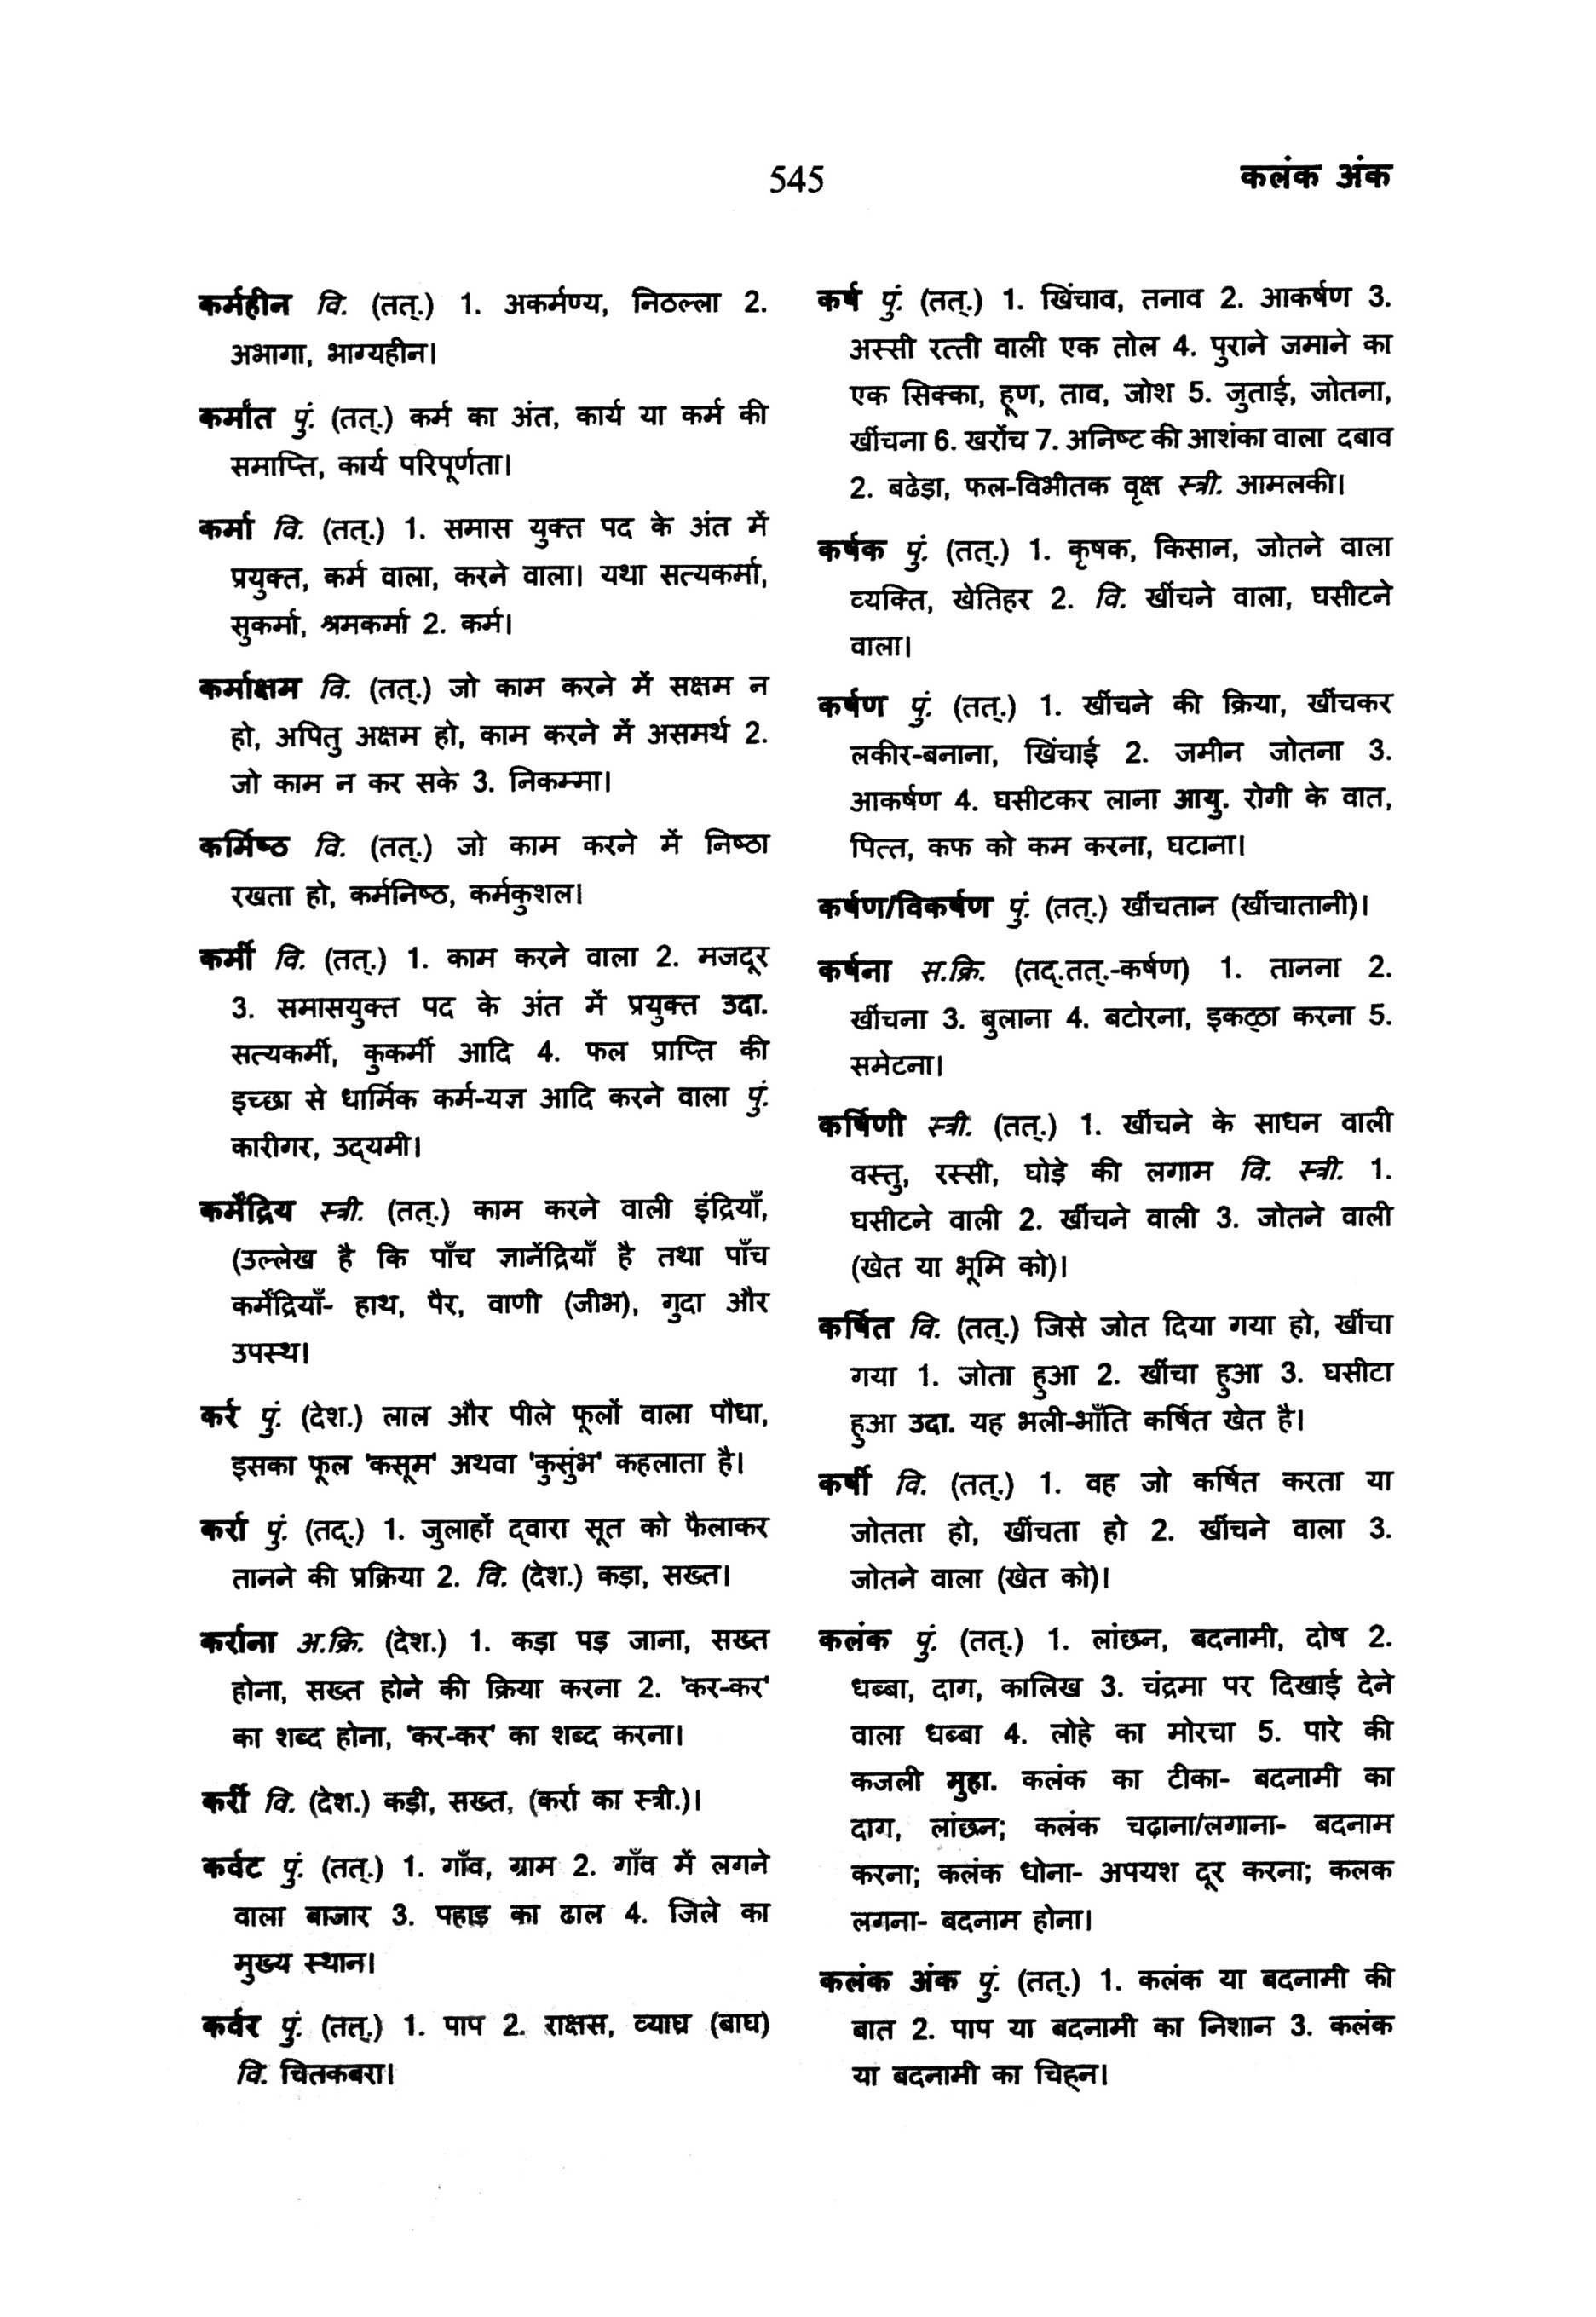 545
कलंक अंक
कर्महीन वि. (तत्.) 1. अकर्मण्य, निठल्ला 2.
अभागा, भाग्यहीन।
कर्मांत पुं. (तत्.) कर्म का अंत, कार्य या कर्म की
समाप्ति, कार्य परिपूर्णता।
कर्मा वि. (तत्.) 1. समास युक्त पद के अंत में
प्रयुक्त, कर्म वाला, करने वाला। यथा सत्यकर्मा,
सुकर्मा, श्रमकर्मा 2. कर्म।
कर्माक्षम वि. (तत्.) जो काम करने में सक्षम न
हो, अपितु अक्षम हो, काम करने में असमर्थ 2.
जो काम न कर सके 3. निकम्मा।
कर्मिष्ठ वि. (तत्.) जो काम करने में निष्ठा
रखता हो, कर्मनिष्ठ, कर्मकुशल।
कर्मी वि. (तत्.) 1. काम करने वाला 2. मजदूर
3. समासयुक्त पद के अंत में प्रयुक्त उदा.
सत्यकर्मी, कुकर्मी आदि 4. फल प्राप्ति की
इच्छा से धार्मिक कर्म-यज्ञ आदि करने वाला पुं.
कारीगर, उद्यमी।
कर्मेंद्रिय स्त्री. (तत्.) काम करने वाली इंद्रियाँ,
(उल्लेख है कि पाँच ज्ञानेंद्रियाँ है तथा पाँच
कर्मेंद्रियाँ- हाथ, पैर, वाणी (जीभ), गुदा और
उपस्थ।
कर्र पुं. (देश.) लाल और पीले फूलों वाला पौधा,
इसका फूल 'कसूम' अथवा 'कुसुंभ' कहलाता है।
कर्रा पुं. (तद्.) 1. जुलाहों द्वारा सूत को फैलाकर
तानने की प्रक्रिया 2. वि. (देश.) कड़ा, सख्त।
कर्राना अ.क्रि. (देश.) 1. कड़ा पड़ जाना, सख्त
होना, सख्त होने की क्रिया करना 2. 'कर-कर'
का शब्द होना, 'कर-कर' का शब्द करना।
कर्री वि. (देश.) कड़ी, सख्त, (कर्रा का स्त्री.)।
कर्वट पुं. (तत्.) 1. गाँव, ग्राम 2. गाँव में लगने
वाला बाजार 3. पहाड़ का ढाल 4. जिले का
मुख्य स्थान।
कर्वर पुं. (तत्.) 1. पाप 2. राक्षस, व्याघ्र (बाघ)
वि. चितकबरा।
कर्ष पुं. (तत्.) 1. खिंचाव, तनाव 2. आकर्षण 3.
अस्सी रत्ती वाली एक तोल 4. पुराने जमाने का
एक सिक्का, हूण, ताव, जोश 5. जुताई, जोतना,
खींचना 6. खरोंच 7. अनिष्ट की आशंका वाला दबाव
2. बढेड़ा, फल-विभीतक वृक्ष स्त्री. आमलकी।
कर्षक पुं. (तत्.) 1. कृषक, किसान, जोतने वाला
व्यक्ति, खेतिहर 2. वि. खींचने वाला, घसीटने
वाला।
कर्षण पुं. (तत्.) 1. खींचने की क्रिया, खींचकर
लकीर-बनाना, खिंचाई 2. जमीन जोतना 3.
आकर्षण 4. घसीटकर लाना आयु. रोगी के वात,
पित्त, कफ को कम करना, घटाना।
कर्षण/विकर्षण पुं. (तत्.) खींचतान (खींचातानी)।
कर्षना स.क्रि. (तद्.तत्.-कर्षण) 1. तानना 2.
खींचना 3. बुलाना 4. बटोरना, इकट्ठा करना 5.
समेटना।
कर्षिणी स्त्री. (तत्.) 1. खींचने के साधन वाली
वस्तु, रस्सी, घोड़े की लगाम वि. स्त्री. 1.
घसीटने वाली 2. खींचने वाली 3. जोतने वाली
(खेत या भूमि को)।
कर्षित वि. (तत्.) जिसे जोत दिया गया हो, खींचा
गया 1. जोता हुआ 2. खींचा हुआ 3. घसीटा
हुआ उदा. यह भली-भाँति कर्षित खेत है।
कर्षी वि. (तत्.) 1. वह जो कर्षित करता या
जोतता हो, खींचता हो 2. खींचने वाला 3.
जोतने वाला (खेत को)।
कलंक पुं. (तत्.) 1. लांछन, बदनामी, दोष 2.
धब्बा, दाग, कालिख 3. चंद्रमा पर दिखाई देने
वाला धब्बा 4. लोहे का मोरचा 5. पारे की
कजली मुहा. कलंक का टीका- बदनामी का
दाग, लांछन; कलंक चढ़ाना/लगाना- बदनाम
करना; कलंक धोना- अपयश दूर करना; कलक
लगना- बदनाम होना।
कलंक अंक पुं. (तत्.) 1. कलंक या बदनामी की
बात 2. पाप या बदनामी का निशान 3. कलंक
या बदनामी का चिह्न।